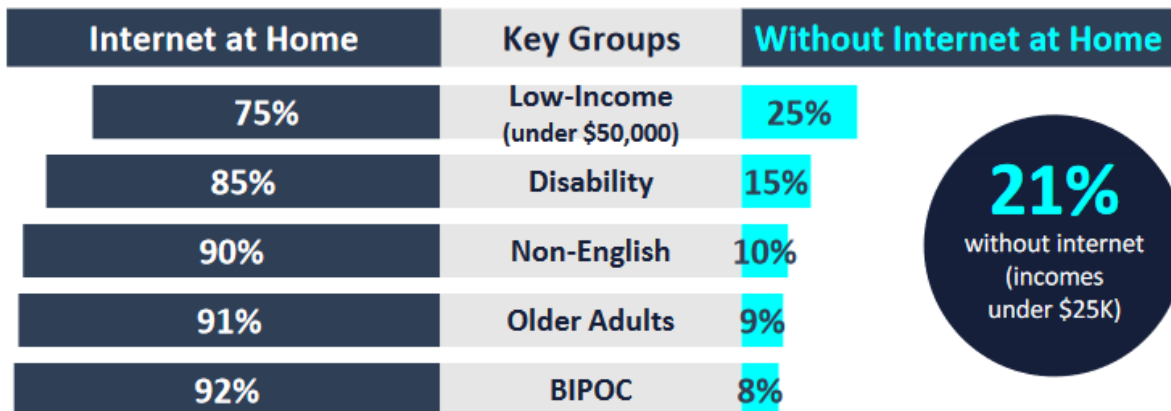 Internet at Home Key Groups Without Internet at Home
75% Low-Income (under $50,000) 25%
85% Disability 15%
90% Non-English 10%
91% Older Adults 9%
92% BIPOC 8%
21%
without internet
(incomes
under $25K)